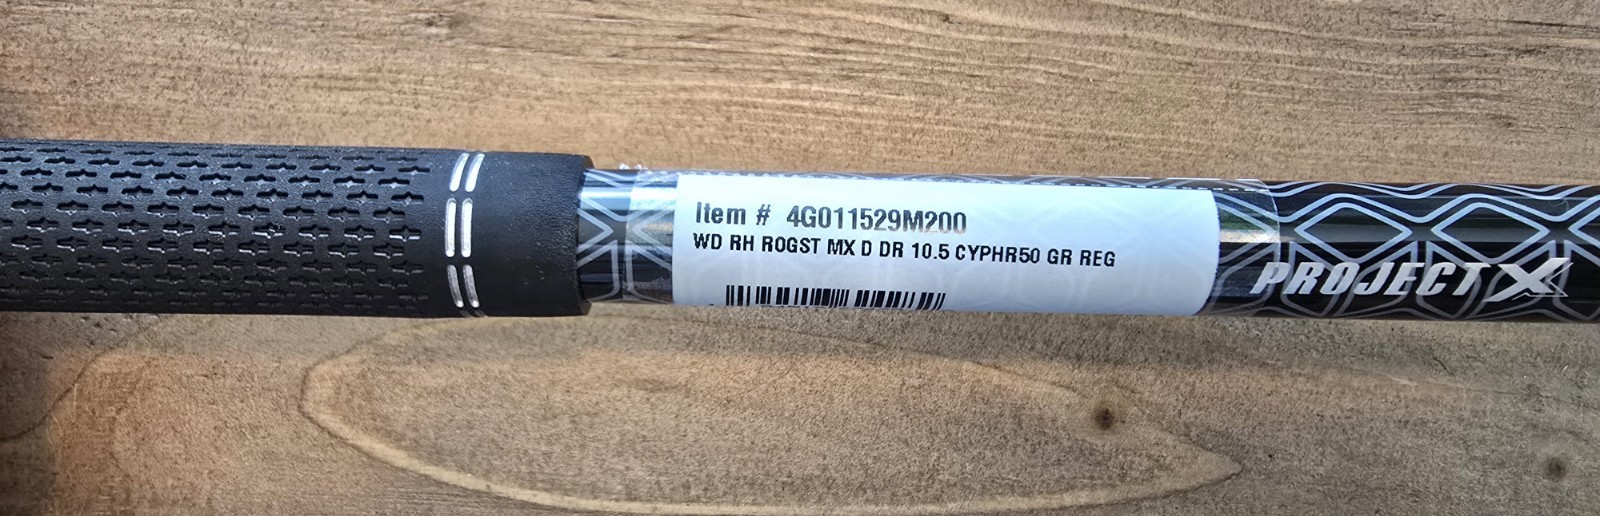 Item # 4G011529M200
WD RH ROGST MX D DR 10.5 CYPHR50 GR REG
PROJECT X